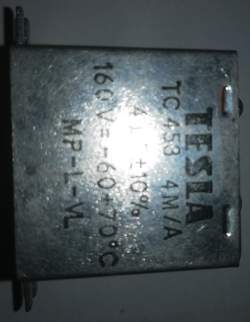 TESLA
TC 453 4M/A
±10%
160V= -60+70°C
MP-L-VL